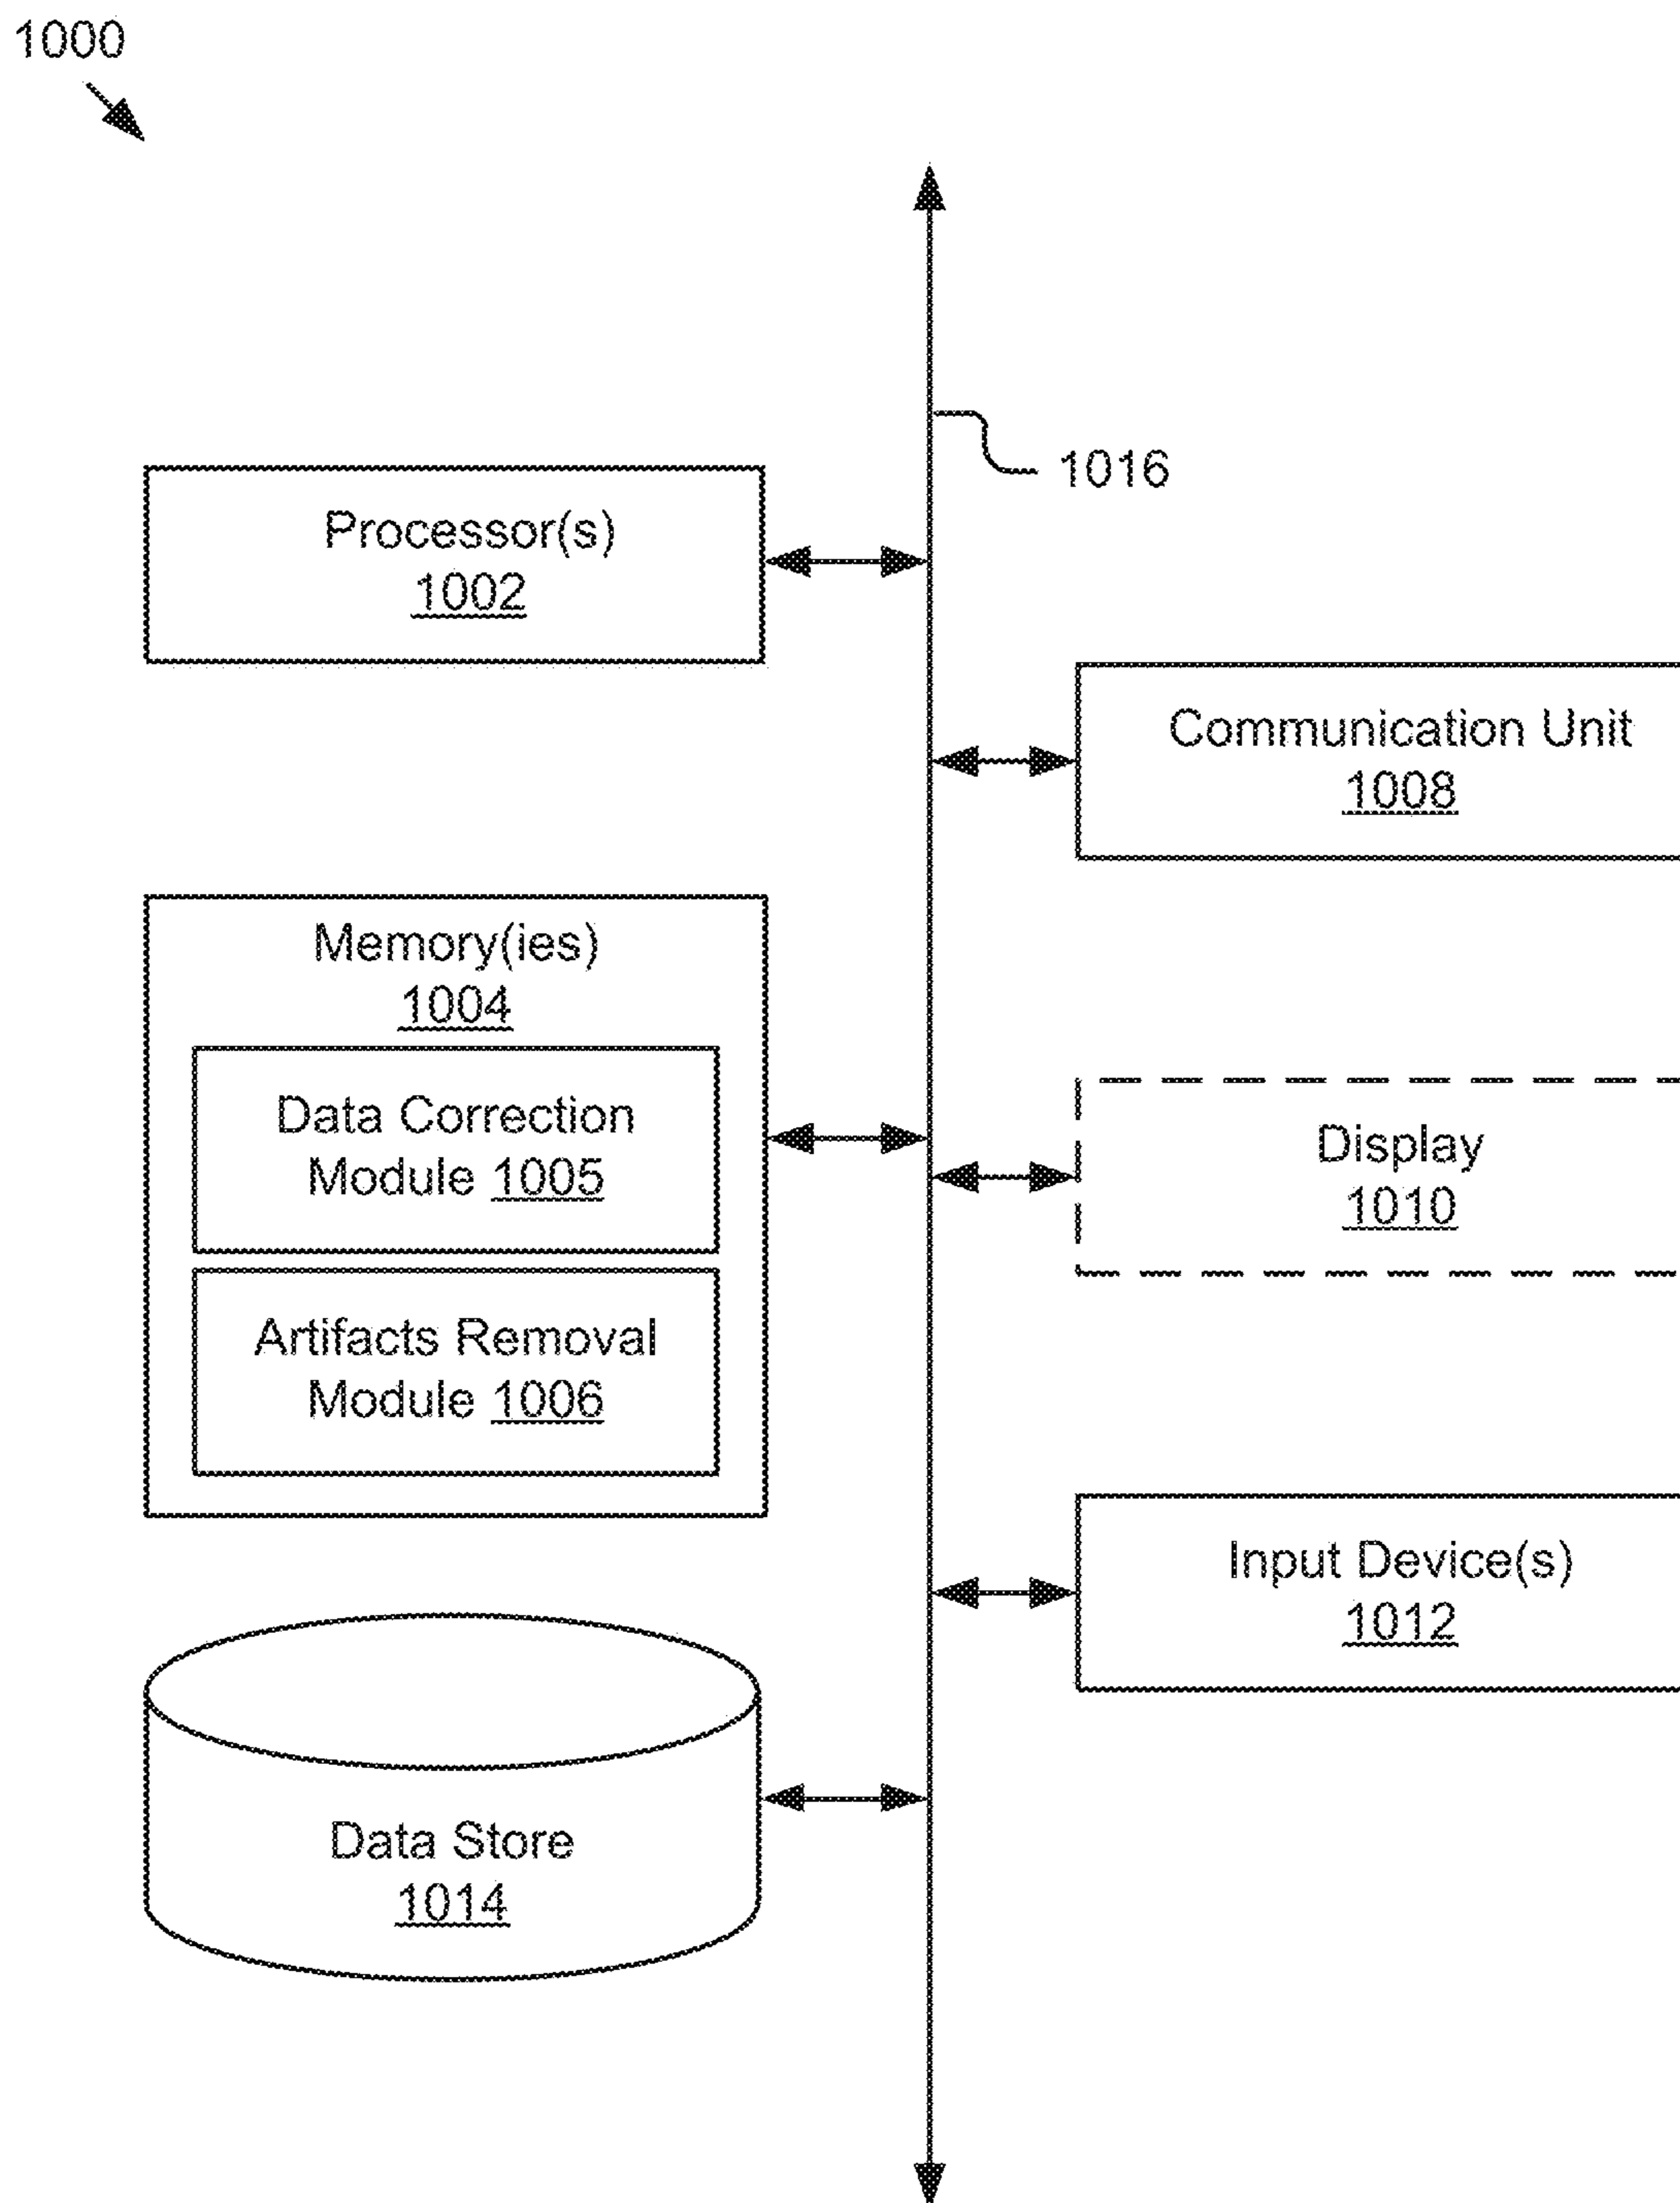 1000
1016
Processor(s)
1002
Communication Unit
1008
Memory(ies)
1004
Data Correction
Module 1005
Display
1010
Artifacts Removal
Module 1006
Input Device(s)
1012
Data Store
1014